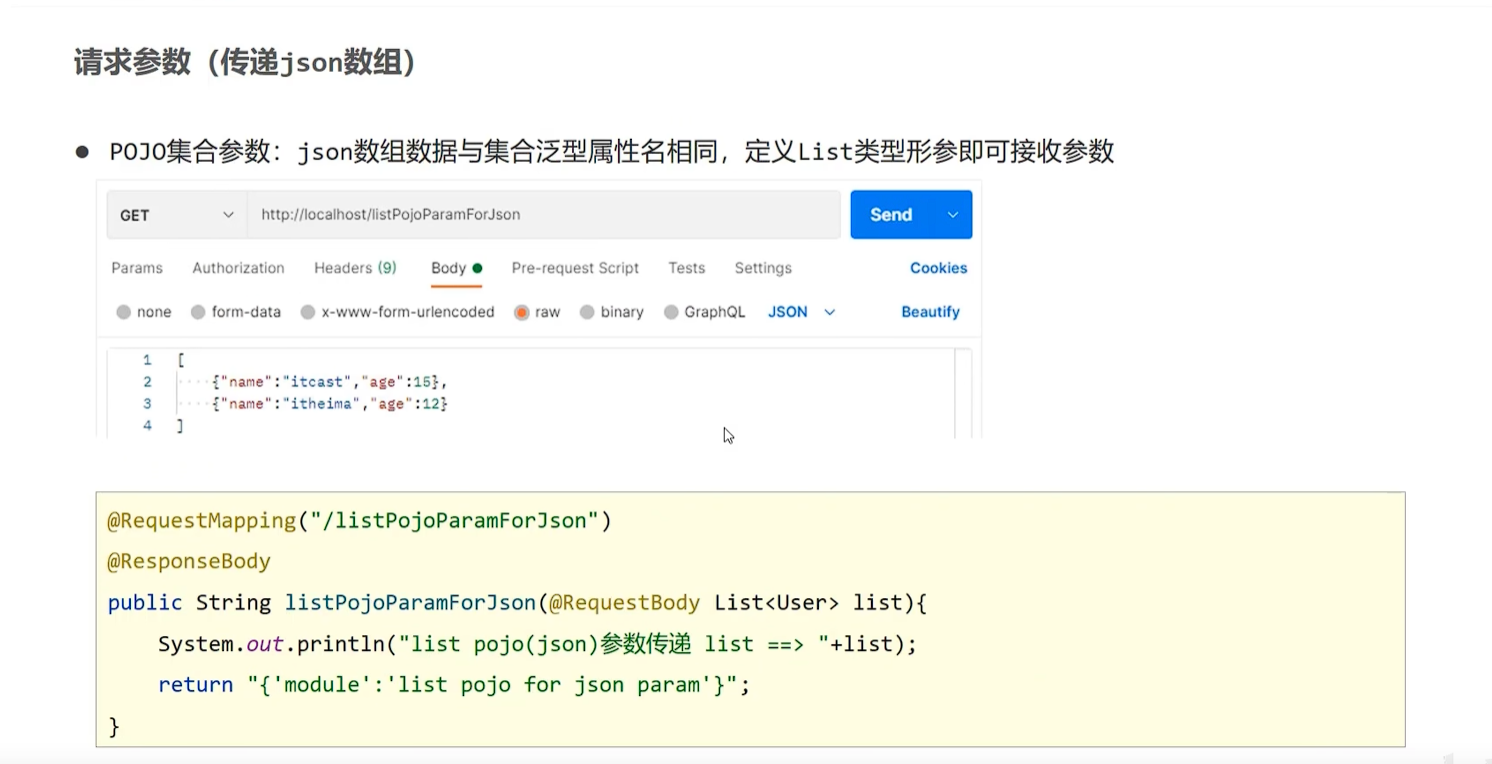 请求参数（传递json数组）
● POJO集合参数：json数组数据与集合泛型属性名相同，定义List类型形参即可接收参数
GET http://localhost/listPojoParamForJson Send
Params Authorization Headers (9) Body Pre-request Script Tests Settings Cookies
none form-data x-www-form-urlencoded raw binary GraphQL JSON Beautify
1 [
2 ····{"name":"itcast","age":15},
3 ····{"name":"itheima","age":12}
4 ]
@RequestMapping("/listPojoParamForJson")
@ResponseBody
public String listPojoParamForJson(@RequestBody List<User> list){
    System.out.println("list pojo(json)参数传递 list ==> "+list);
    return "{'module':'list pojo for json param'}";
}